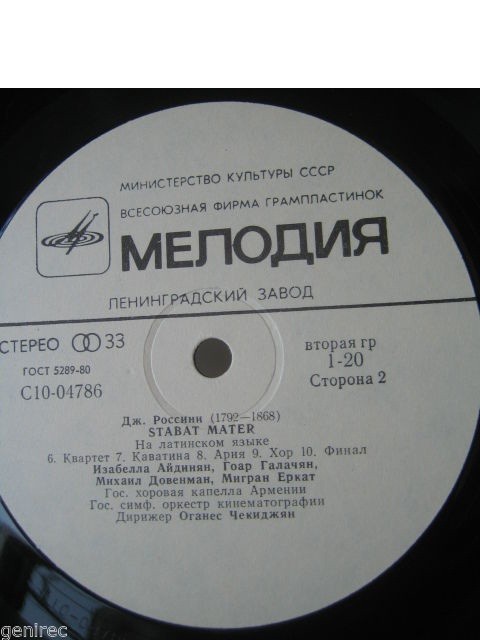 МИНИСТЕРСТВО КУЛЬТУРЫ СССР
ВСЕСОЮЗНАЯ ФИРМА ГРАМПЛАСТИНОК
МЕЛОДИЯ
ЛЕНИНГРАДСКИЙ ЗАВОД
СТЕРЕО 33
вторая гр
1-20
ГОСТ 5289-80
Сторона 2
С10-04786
Дж. Россини (1792—1868)
STABAT MATER
На латинском языке
6. Квартет 7. Каватина 8. Ария 9. Хор 10. Финал
Изабелла Айдинян, Гоар Галачян,
Михаил Довенман, Мигран Еркат
Гос. хоровая капелла Армении
Гос. симф. оркестр кинематографии
Дирижер Оганес Чекиджян
genirec